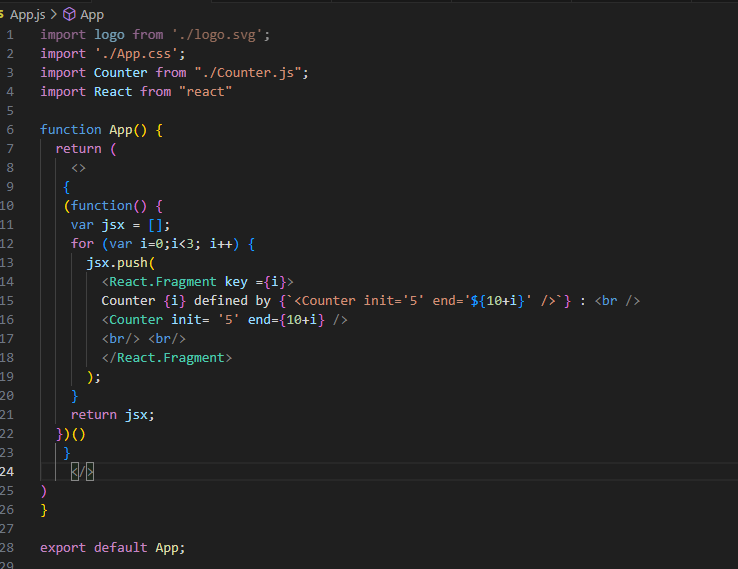 App.js > App
1 import logo from './logo.svg';
2 import './App.css';
3 import Counter from "./Counter.js";
4 import React from "react"
5
6 function App() {
7 return (
8 <>
9 {
10 (function() {
11 var jsx = [];
12 for (var i=0;i<3; i++) {
13 jsx.push(
14 <React.Fragment key ={i}>
15 Counter {i} defined by {`<Counter init='5' end='${10+i}' />`} : <br />
16 <Counter init= '5' end={10+i} />
17 <br/> <br/>
18 </React.Fragment>
19 );
20 }
21 return jsx;
22 })()
23 }
24 </>
25 )
26 }
27
28 export default App;
29